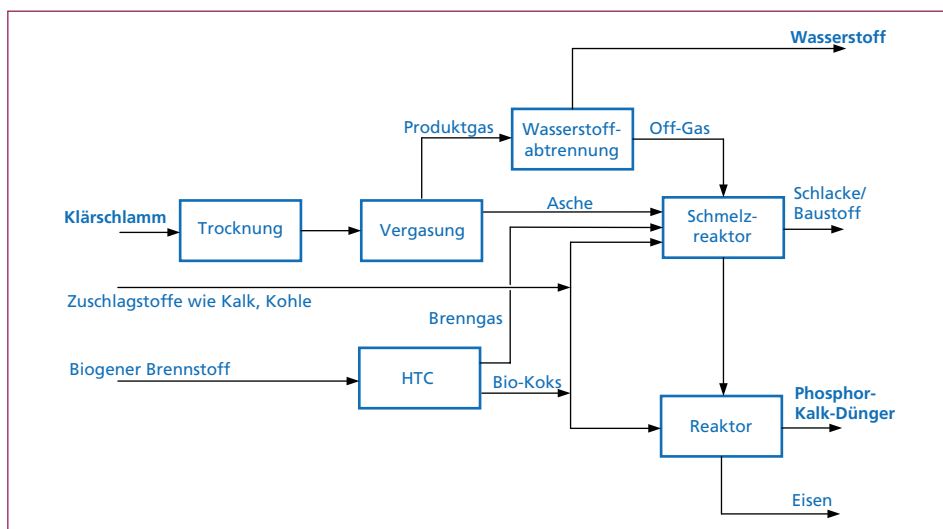 Wasserstoff
Produktgas
Wasserstoff-
abtrennung
Off-Gas
Klärschlamm
Trocknung
Vergasung
Asche
Schmelz-
reaktor
Schlacke/
Baustoff
Zuschlagstoffe wie Kalk, Kohle
Brenngas
Biogener Brennstoff
HTC
Bio-Koks
Reaktor
Phosphor-
Kalk-Dünger
Eisen